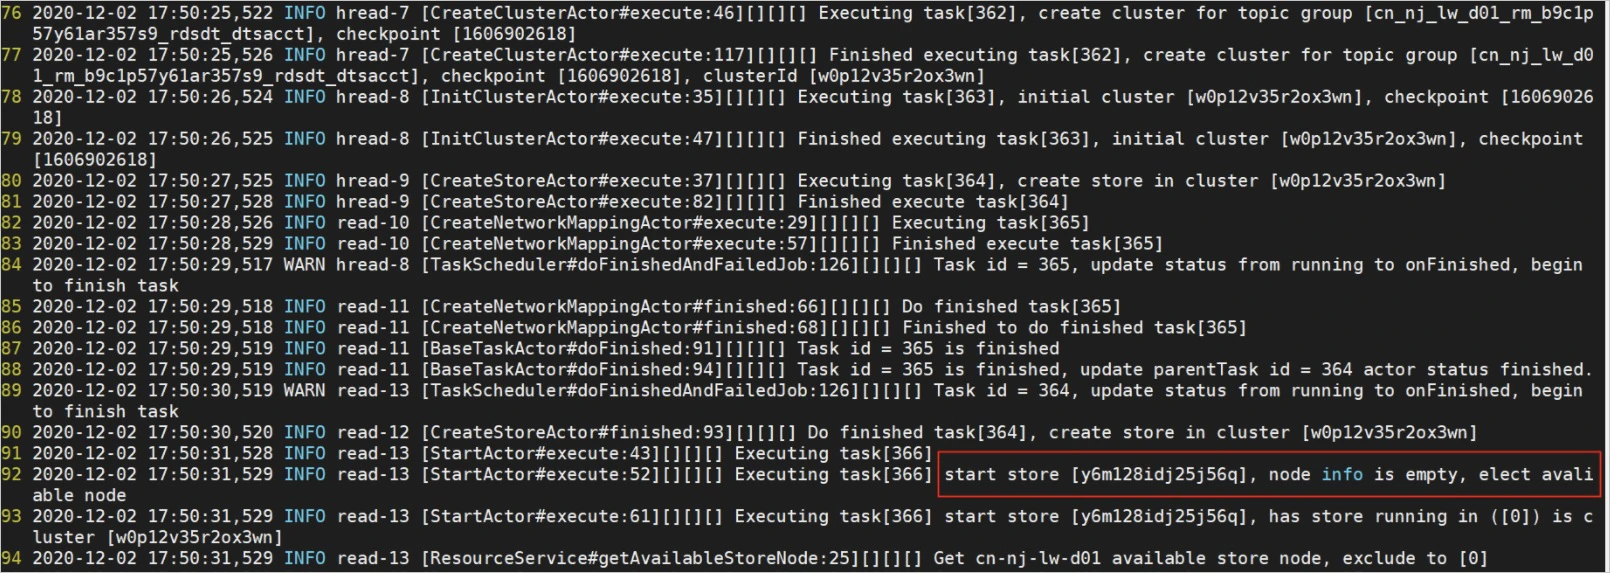 76 2020-12-02 17:50:25,522 INFO hread-7 [CreateClusterActor#execute:46][][][] Executing task[362], create cluster for topic group [cn_nj_lw_d01_rm_b9c1p
57y61ar357s9_rdsdt_dtsacct], checkpoint [1606902618]
77 2020-12-02 17:50:25,526 INFO hread-7 [CreateClusterActor#execute:117][][][] Finished executing task[362], create cluster for topic group [cn_nj_lw_d0
1_rm_b9c1p57y61ar357s9_rdsdt_dtsacct], checkpoint [1606902618], clusterId [w0p12v35r2ox3wn]
78 2020-12-02 17:50:26,524 INFO hread-8 [InitClusterActor#execute:35][][][] Executing task[363], initial cluster [w0p12v35r2ox3wn], checkpoint [16069026
18]
79 2020-12-02 17:50:26,525 INFO hread-8 [InitClusterActor#execute:47][][][] Finished executing task[363], initial cluster [w0p12v35r2ox3wn], checkpoint
[1606902618]
80 2020-12-02 17:50:27,525 INFO hread-9 [CreateStoreActor#execute:37][][][] Executing task[364], create store in cluster [w0p12v35r2ox3wn]
81 2020-12-02 17:50:27,528 INFO hread-9 [CreateStoreActor#execute:82][][][] Finished execute task[364]
82 2020-12-02 17:50:28,526 INFO read-10 [CreateNetworkMappingActor#execute:29][][][] Executing task[365]
83 2020-12-02 17:50:28,529 INFO read-10 [CreateNetworkMappingActor#execute:57][][][] Finished execute task[365]
84 2020-12-02 17:50:29,517 WARN hread-8 [TaskScheduler#doFinishedAndFailedJob:126][][][] Task id = 365, update status from running to onFinished, begin
to finish task
85 2020-12-02 17:50:29,518 INFO read-11 [CreateNetworkMappingActor#finished:66][][][] Do finished task[365]
86 2020-12-02 17:50:29,518 INFO read-11 [CreateNetworkMappingActor#finished:68][][][] Finished to do finished task[365]
87 2020-12-02 17:50:29,519 INFO read-11 [BaseTaskActor#doFinished:91][][][] Task id = 365 is finished
88 2020-12-02 17:50:29,519 INFO read-11 [BaseTaskActor#doFinished:94][][][] Task id = 365 is finished, update parentTask id = 364 actor status finished.
89 2020-12-02 17:50:30,519 WARN read-13 [TaskScheduler#doFinishedAndFailedJob:126][][][] Task id = 364, update status from running to onFinished, begin
to finish task
90 2020-12-02 17:50:30,520 INFO read-12 [CreateStoreActor#finished:93][][][] Do finished task[364], create store in cluster [w0p12v35r2ox3wn]
91 2020-12-02 17:50:31,528 INFO read-13 [StartActor#execute:43][][][] Executing task[366]
92 2020-12-02 17:50:31,529 INFO read-13 [StartActor#execute:52][][][] Executing task[366] start store [y6m128idj25j56q], node info is empty, elect avali
able node
93 2020-12-02 17:50:31,529 INFO read-13 [StartActor#execute:61][][][] Executing task[366] start store [y6m128idj25j56q], has store running in ([0]) is c
luster [w0p12v35r2ox3wn]
94 2020-12-02 17:50:31,529 INFO read-13 [ResourceService#getAvailableStoreNode:25][][][] Get cn-nj-lw-d01 available store node, exclude to [0]